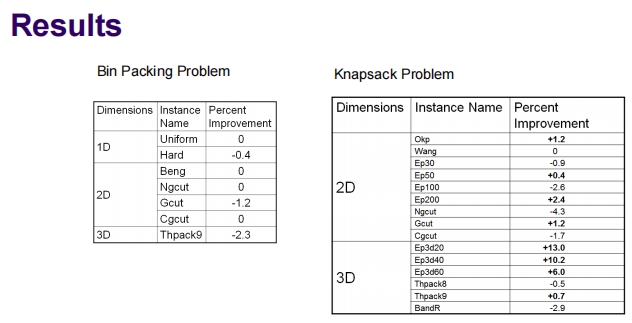 Results
Bin Packing Problem
Dimensions Instance Name Percent Improvement
1D Uniform 0
Hard -0.4
2D Beng 0
Ngcut 0
Gcut -1.2
Cgcut 0
3D Thpack9 -2.3
Knapsack Problem
Dimensions Instance Name Percent Improvement
2D Okp +1.2
Wang 0
Ep30 -0.9
Ep50 +0.4
Ep100 -2.6
Ep200 +2.4
Ngcut -4.3
Gcut +1.2
Cgcut -1.7
3D Ep3d20 +13.0
Ep3d40 +10.2
Ep3d60 +6.0
Thpack8 -0.5
Thpack9 +0.7
BandR -2.9